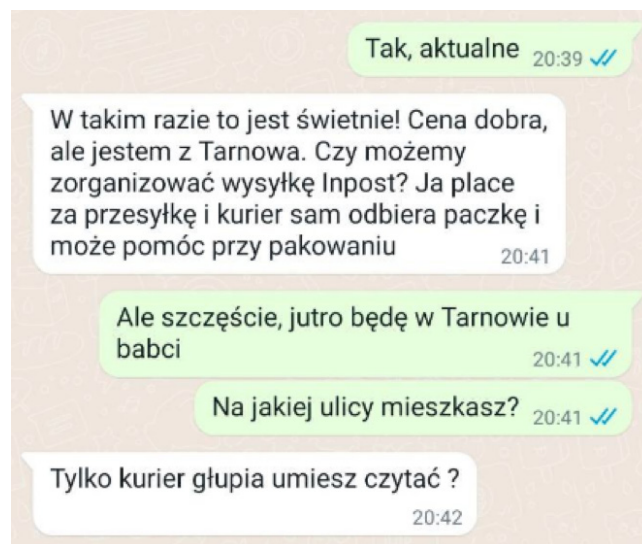 Tak, aktualne 20:39
W takim razie to jest świetnie! Cena dobra,
ale jestem z Tarnowa. Czy możemy
zorganizować wysyłkę Inpost? Ja place
za przesyłkę i kurier sam odbiera paczkę i
może pomóc przy pakowaniu 20:41
Ale szczęście, jutro będę w Tarnowie u
babci 20:41
Na jakiej ulicy mieszkasz? 20:41
Tylko kurier głupia umiesz czytać ?
20:42